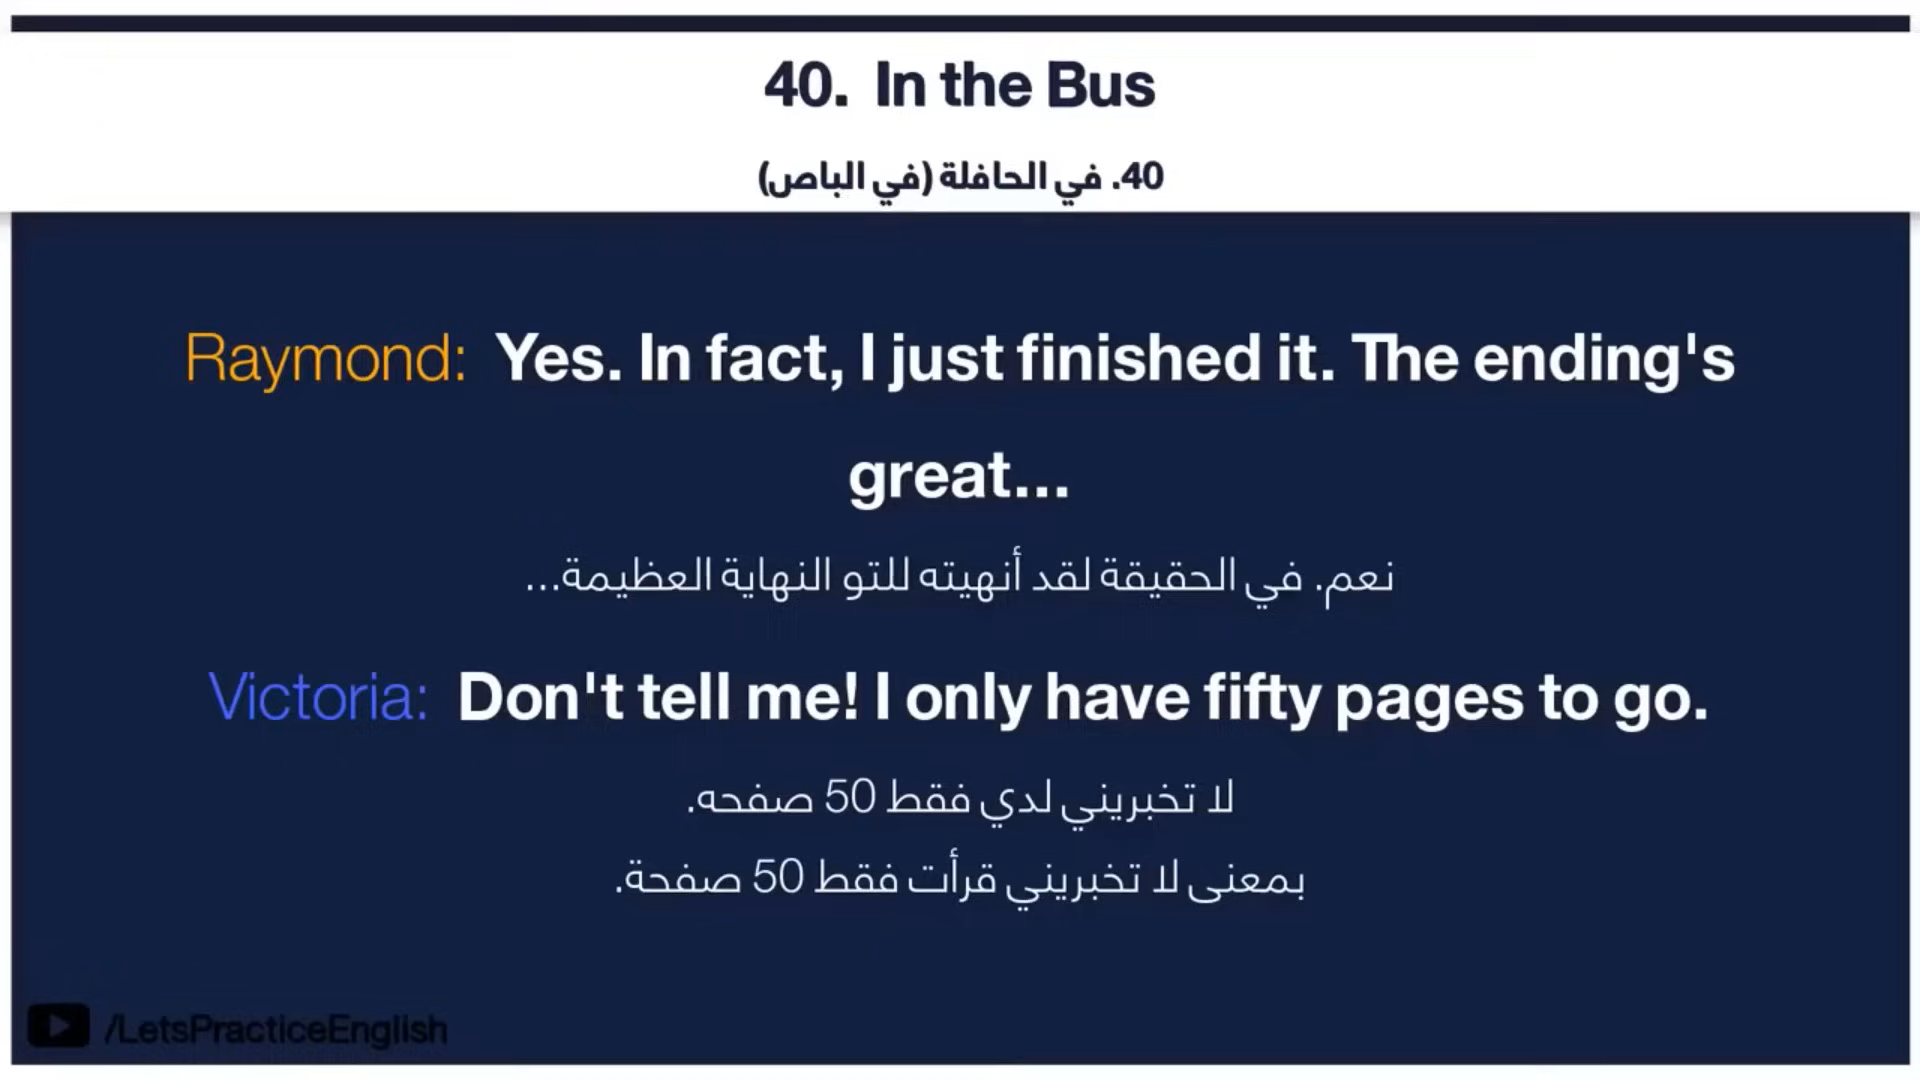 40. In the Bus
40. في الحافلة (في الباص)
Raymond: Yes. In fact, I just finished it. The ending's
great...
نعم. في الحقيقة لقد أنهيته للتو النهاية العظيمة...
Victoria: Don't tell me! I only have fifty pages to go.
لا تخبريني لدي فقط 50 صفحه.
بمعنى لا تخبريني قرأت فقط 50 صفحة.
/LetsPracticeEnglish